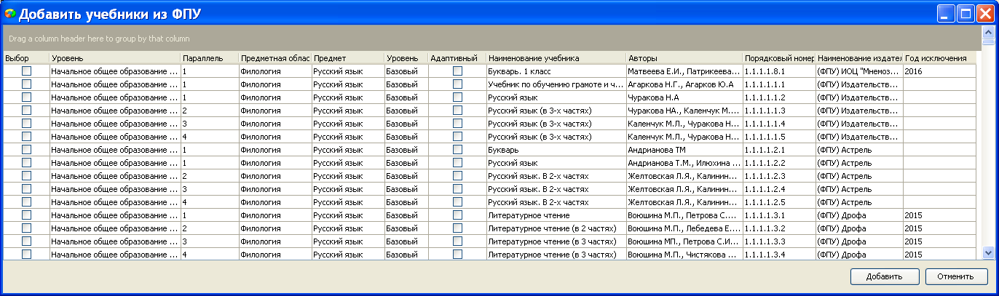 Добавить учебники из ФПУ
Drag a column header here to group by that column
Выбор Уровень Параллель Предметная облас Предмет Уровень Адаптивный Наименование учебника Авторы Порядковый номер Наименование издател Год исключения
Начальное общее образование ... 1 Филология Русский язык Базовый Букварь. 1 класс Матвеева Е.И., Патрикеева... 1.1.1.1.8.1 (ФПУ) ИОЦ "Мнемоз... 2016
Начальное общее образование ... 1 Филология Русский язык Базовый Учебник по обучению грамоте и ч... Агаркова Н.Г., Агарков Ю.А 1.1.1.1.1.1 (ФПУ) Издательств...
Начальное общее образование ... 1 Филология Русский язык Базовый Русский язык Чуракова Н.А 1.1.1.1.1.2 (ФПУ) Издательств...
Начальное общее образование ... 2 Филология Русский язык Базовый Русский язык (в 3-х частях) Чуракова НА., Каленчук М.... 1.1.1.1.1.3 (ФПУ) Издательств...
Начальное общее образование ... 3 Филология Русский язык Базовый Русский язык (в 3-х частях) Каленчук М.Л., Чуракова Н... 1.1.1.1.1.4 (ФПУ) Издательств...
Начальное общее образование ... 4 Филология Русский язык Базовый Русский язык (в 3-х частях) Каленчук М.Л., Чуракова Н... 1.1.1.1.1.5 (ФПУ) Издательств...
Начальное общее образование ... 1 Филология Русский язык Базовый Букварь Андрианова ТМ 1.1.1.1.2.1 (ФПУ) Астрель
Начальное общее образование ... 1 Филология Русский язык Базовый Русский язык Андрианова Т.М., Илюхина ... 1.1.1.1.2.2 (ФПУ) Астрель
Начальное общее образование ... 2 Филология Русский язык Базовый Русский язык. В 2-х частях Желтовская Л.Я., Калинин... 1.1.1.1.2.3 (ФПУ) Астрель
Начальное общее образование ... 3 Филология Русский язык Базовый Русский язык. В 2-х частях Желтовская Л.Я., Калинин... 1.1.1.1.2.4 (ФПУ) Астрель
Начальное общее образование ... 4 Филология Русский язык Базовый Русский язык. В 2-х частях Желтовская Л.Я., Калинин... 1.1.1.1.2.5 (ФПУ) Астрель
Начальное общее образование ... 1 Филология Русский язык Базовый Литературное чтение Воюшина М.П., Петрова С.... 1.1.1.1.3.1 (ФПУ) Дрофа 2015
Начальное общее образование ... 2 Филология Русский язык Базовый Литературное чтение (в 2 частях) Воюшина М.П., Лебедева Е.... 1.1.1.1.3.2 (ФПУ) Дрофа 2015
Начальное общее образование ... 3 Филология Русский язык Базовый Литературное чтение (в 3 частях) Воюшина МП., Петрова С.И... 1.1.1.1.3.3 (ФПУ) Дрофа 2015
Начальное общее образование ... 4 Филология Русский язык Базовый Литературное чтение (в 3 частях) Воюшина М.П., Чистякова ... 1.1.1.1.3.4 (ФПУ) Дрофа 2015
Добавить Отменить